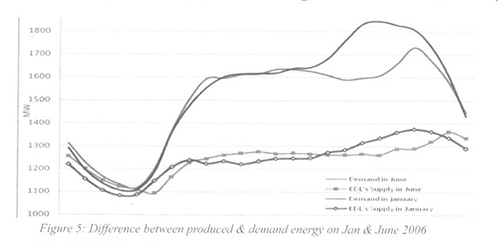 1800
1700
1600
1500
1400
1300
1200
1100
1000
MW
Demand in June
EDL's Supply in June
Demand in january
EDL's Supply in January
Figure 5: Difference between produced & demand energy on Jan & June 2006